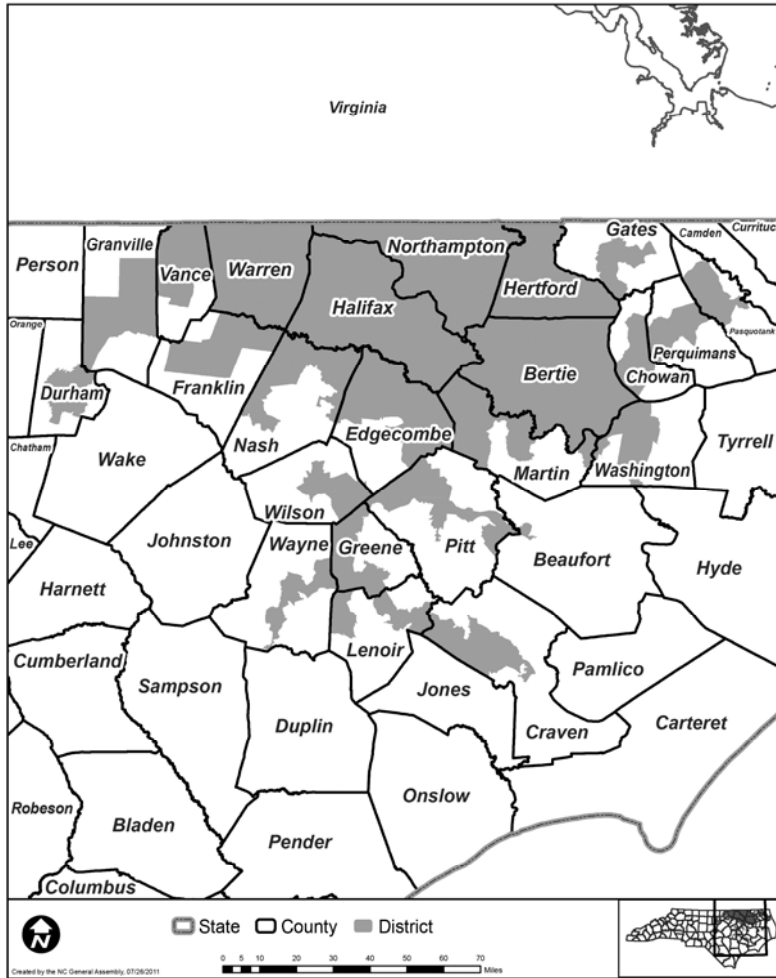 Virginia
Gates
Camden
Currituc
Granville
Northampton
Person
Vance
Warren
Hertford
Halifax
Orange
Pasquotank
Perquimans
Bertie
Chowan
Franklin
Durham
Edgecombe
Nash
Tyrrell
Chatham
Wake
Martin
Washington
Wilson
Johnston
Wayne
Greene
Pitt
Lee
Beaufort
Hyde
Harnett
Lenoir
Cumberland
Pamlico
Sampson
Jones
Carteret
Duplin
Craven
Onslow
Robeson
Bladen
Pender
Columbus
N
State County District
0 5 10 20 30 40 50 60 70
Miles
Created by the NC General Assembly, 07/26/2011